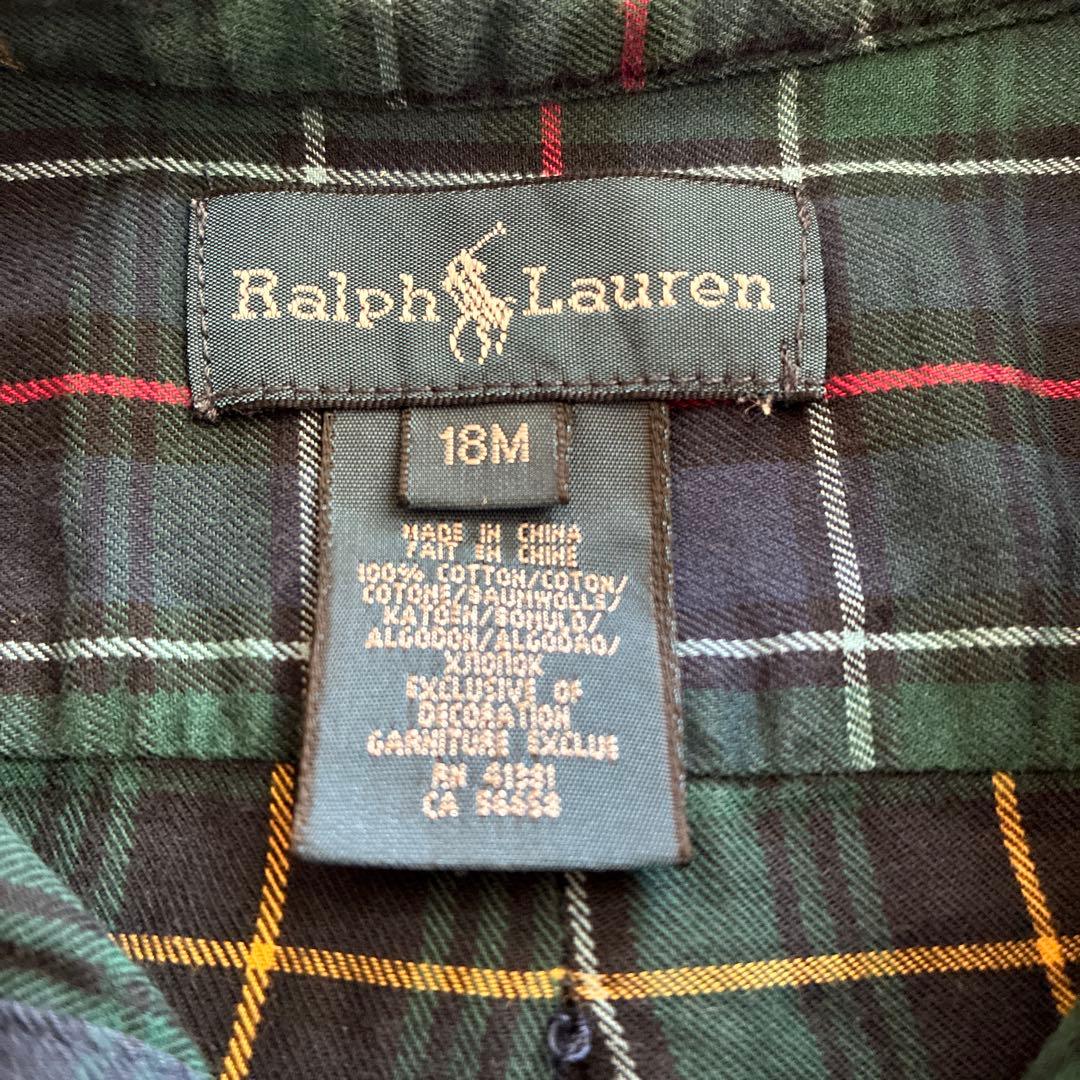 Ralph Lauren
18M
MADE IN CHINA
FAIT EN CHINE
100% COTTON/COTON/
COTONE/BAUMWOLLE/
KATOEN/BOMULD/
ALGODON/ALGODAO/
ХЛОПОК
EXCLUSIVE OF
DECORATION
GARNITURE EXCLUE
RN 41381
CA